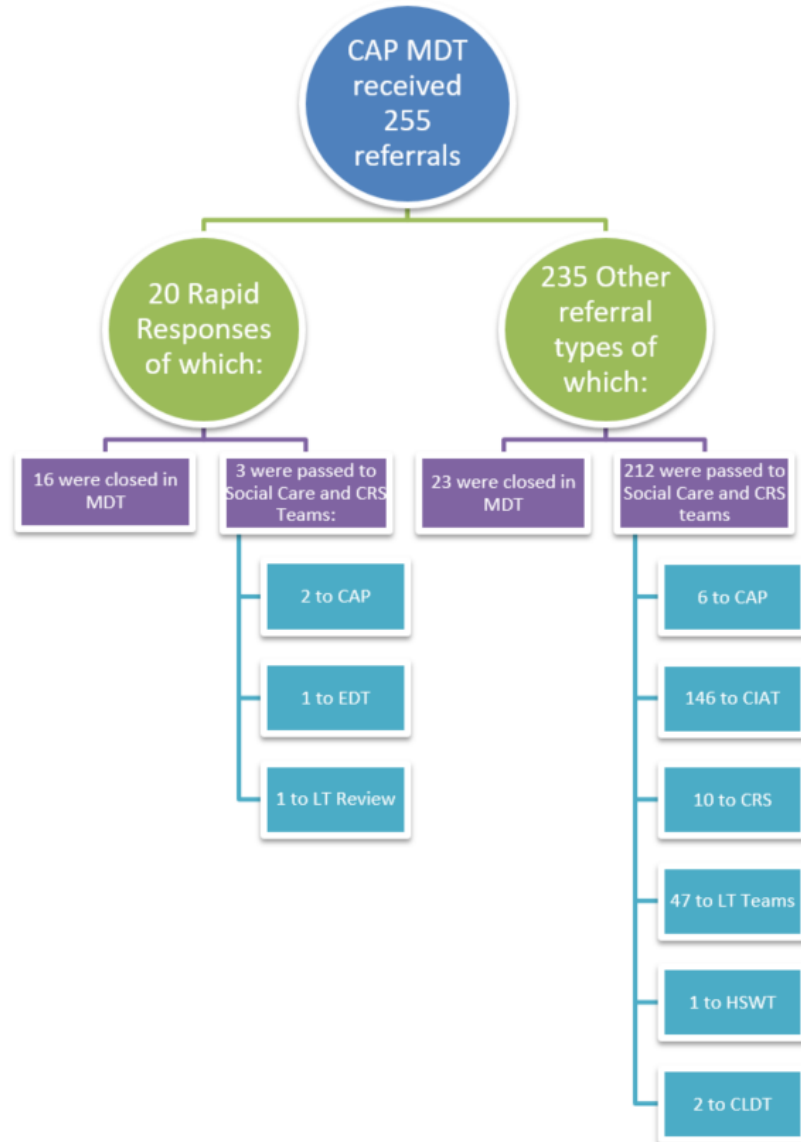 CAP MDT
received
255
referrals
20 Rapid
Responses
of which:
235 Other
referral
types of
which:
16 were closed in
MDT
3 were passed to
Social Care and CRS
Teams:
23 were closed in
MDT
212 were passed to
Social Care and CRS
teams
2 to CAP
1 to EDT
1 to LT Review
6 to CAP
146 to CIAT
10 to CRS
47 to LT Teams
1 to HSWT
2 to CLDT